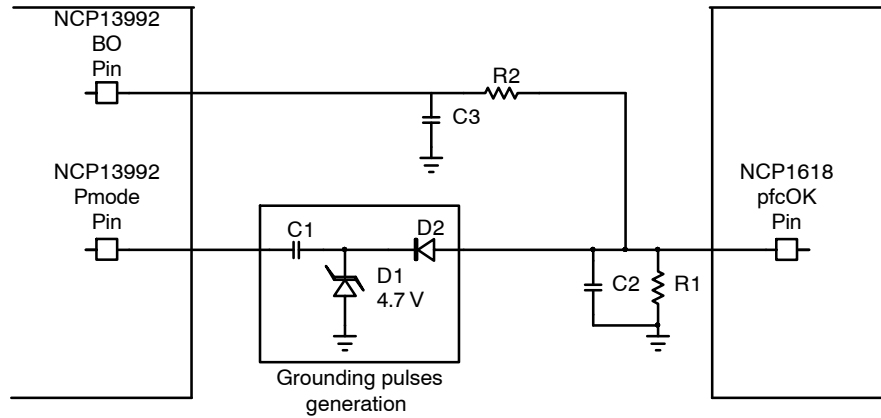 NCP13992
BO
Pin
R2
C3
NCP13992
Pmode
Pin
NCP1618
pfcOK
Pin
C1
D2
D1
4.7 V
C2
R1
Grounding pulses
generation